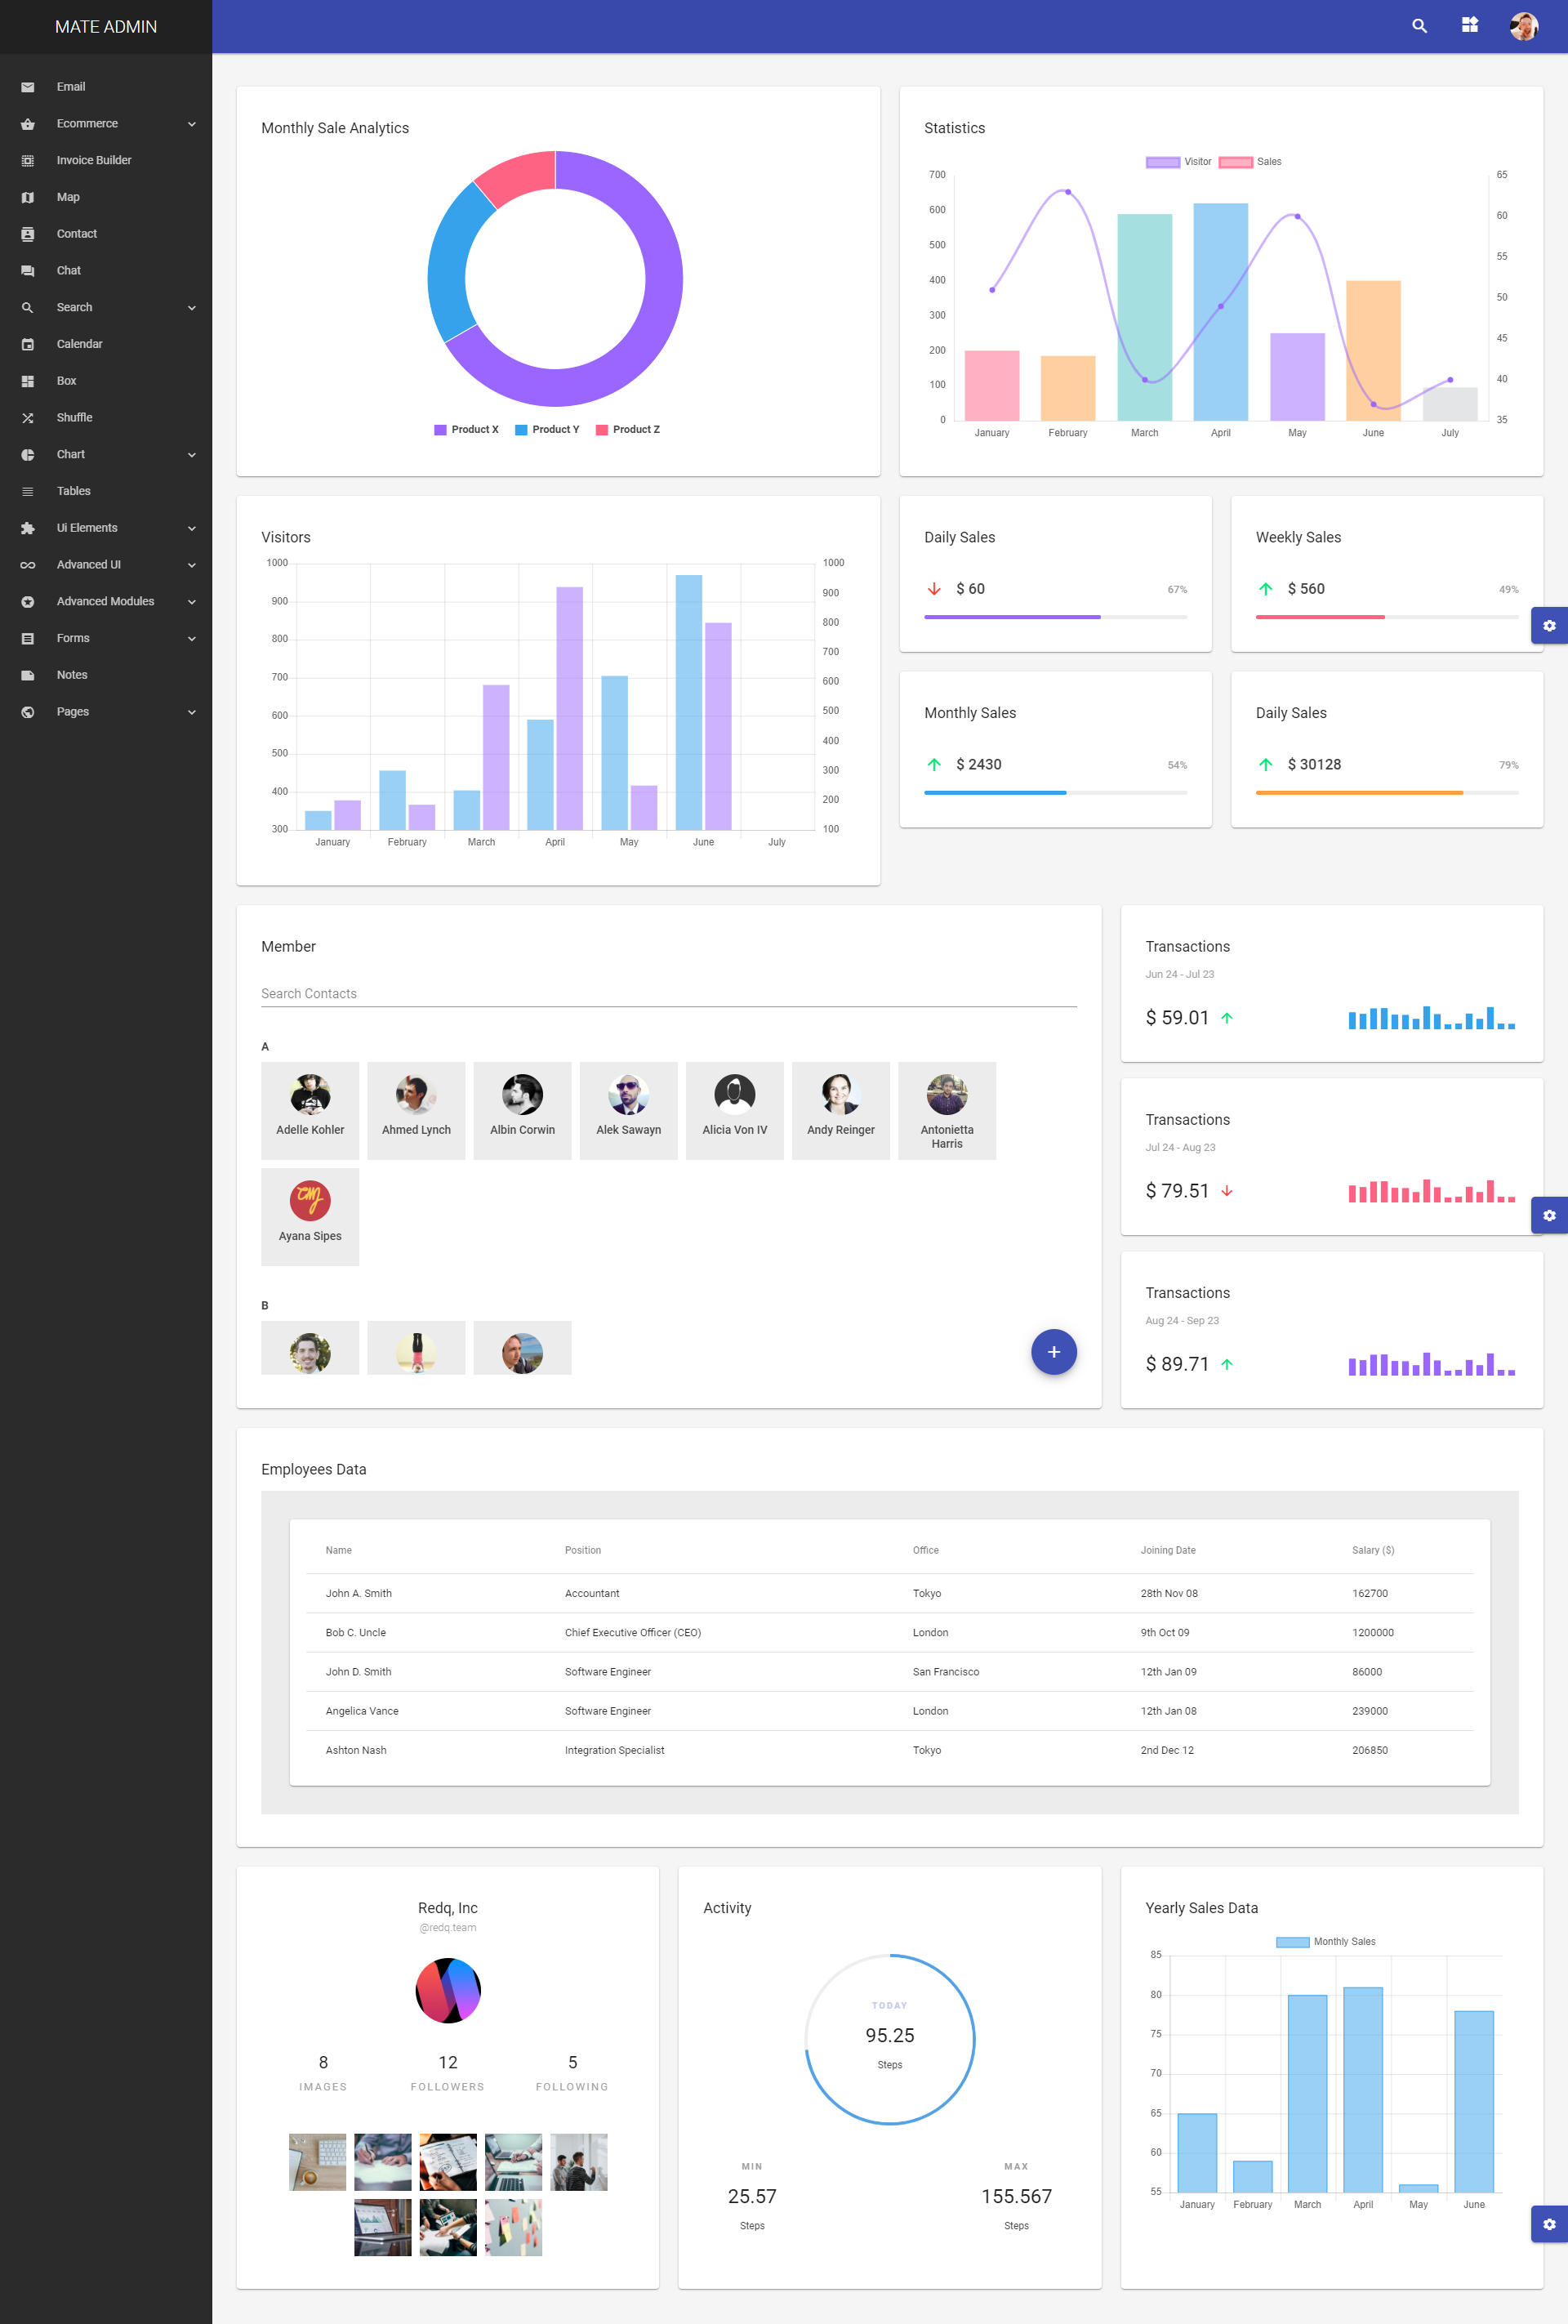 MATE ADMIN
Email
Ecommerce
Invoice Builder
Map
Contact
Chat
Search
Calendar
Box
Shuffle
Chart
Tables
Ui Elements
Advanced UI
Advanced Modules
Forms
Notes
Pages
Monthly Sale Analytics
Product X Product Y Product Z
Statistics
Visitor Sales
700 65
600 60
500 55
400 50
300 45
200 40
100 35
0
January February March April May June July
Visitors
1000 1000
900 900
800 800
700 700
600 600
500 500
400 400
300 300
200
100
January February March April May June July
Daily Sales
$ 60 67%
Weekly Sales
$ 560 49%
Monthly Sales
$ 2430 54%
Daily Sales
$ 30128 79%
Member
Search Contacts
A
Adelle Kohler Ahmed Lynch Albin Corwin Alek Sawayn Alicia Von IV Andy Reinger Antonietta
Harris
Ayana Sipes
B
+
Transactions
Jun 24 - Jul 23
$ 59.01
Transactions
Jul 24 - Aug 23
$ 79.51
Transactions
Aug 24 - Sep 23
$ 89.71
Employees Data
Name Position Office Joining Date Salary ($)
John A. Smith Accountant Tokyo 28th Nov 08 162700
Bob C. Uncle Chief Executive Officer (CEO) London 9th Oct 09 1200000
John D. Smith Software Engineer San Francisco 12th Jan 09 86000
Angelica Vance Software Engineer London 12th Jan 08 239000
Ashton Nash Integration Specialist Tokyo 2nd Dec 12 206850
Redq, Inc
@redq.team
8 12 5
IMAGES FOLLOWERS FOLLOWING
Activity
TODAY
95.25
Steps
MIN MAX
25.57 155.567
Steps Steps
Yearly Sales Data
Monthly Sales
85
80
75
70
65
60
55
January February March April May June